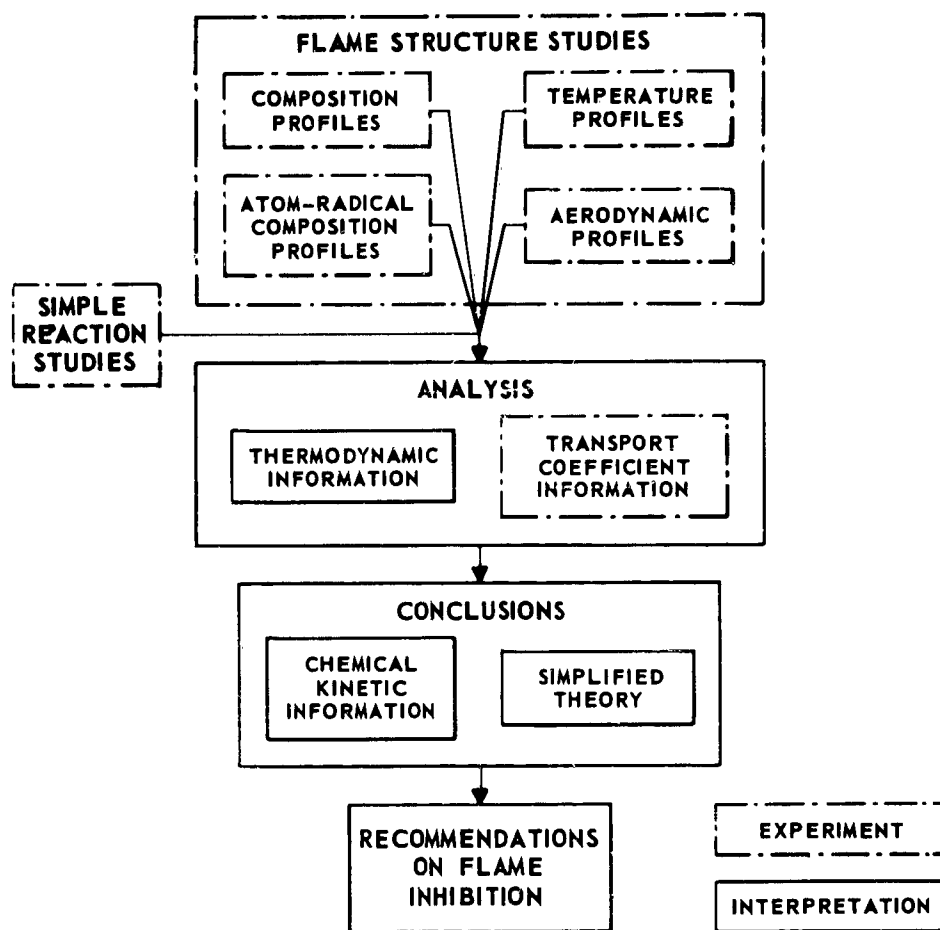 FLAME STRUCTURE STUDIES
COMPOSITION
PROFILES
TEMPERATURE
PROFILES
ATOM-RADICAL
COMPOSITION
PROFILES
AERODYNAMIC
PROFILES
SIMPLE
REACTION
STUDIES
ANALYSIS
THERMODYNAMIC
INFORMATION
TRANSPORT
COEFFICIENT
INFORMATION
CONCLUSIONS
CHEMICAL
KINETIC
INFORMATION
SIMPLIFIED
THEORY
RECOMMENDATIONS
ON FLAME
INHIBITION
EXPERIMENT
INTERPRETATION